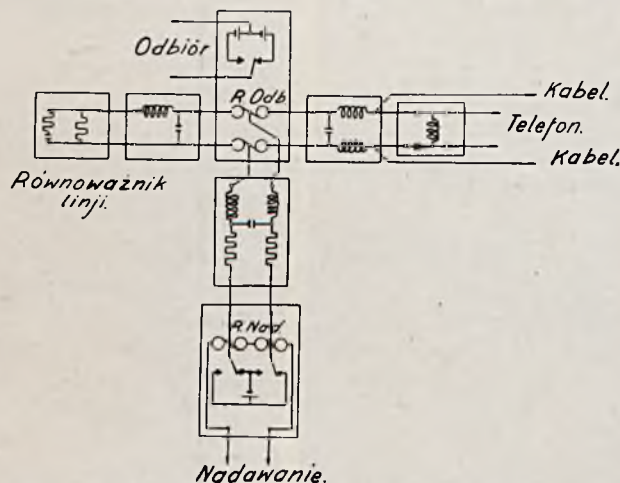 Odbiór
R. Odb.
Kabel.
Telefon.
Kabel.
Równoważnik
linji.
R. Nad.
Nadawanie.